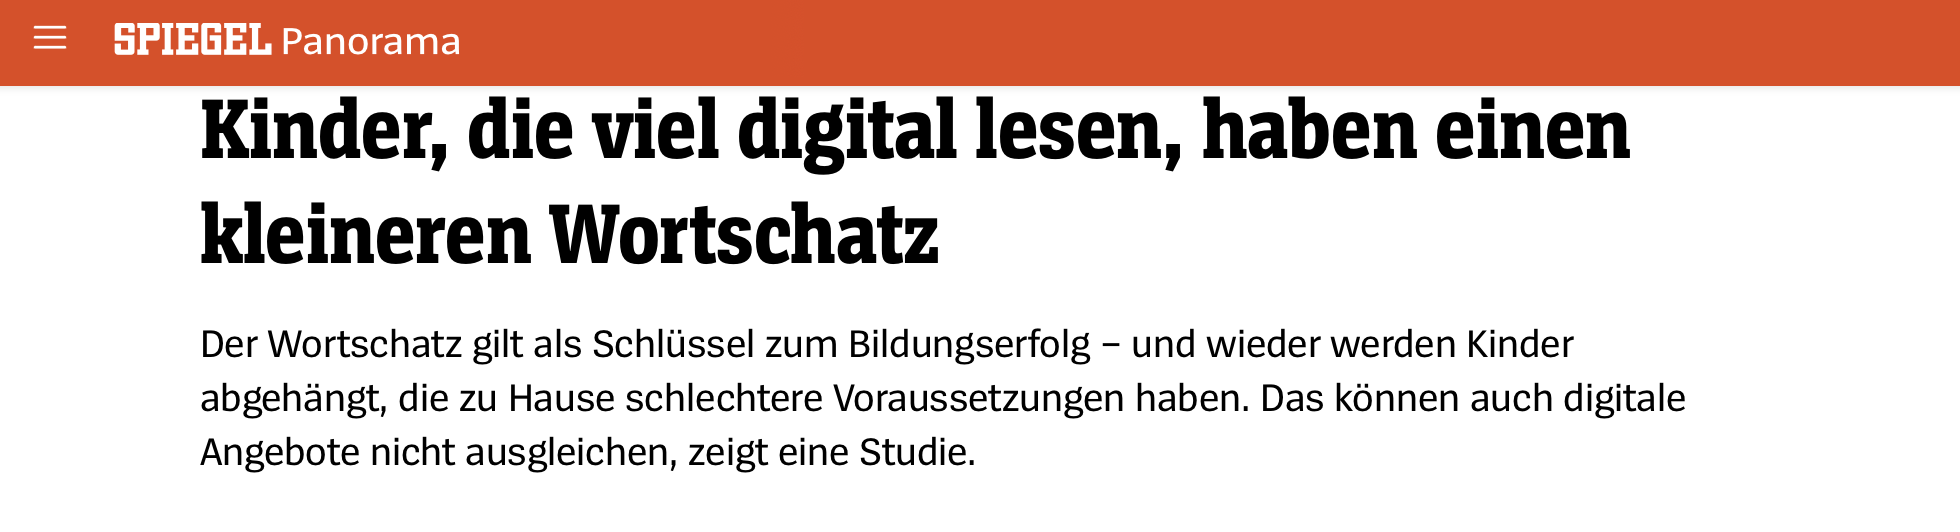 SPIEGEL Panorama
Kinder, die viel digital lesen, haben einen
kleineren Wortschatz
Der Wortschatz gilt als Schlüssel zum Bildungserfolg – und wieder werden Kinder
abgehängt, die zu Hause schlechtere Voraussetzungen haben. Das können auch digitale
Angebote nicht ausgleichen, zeigt eine Studie.